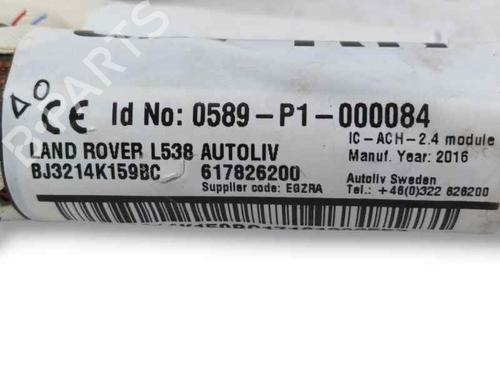 CE Id No: 0589-P1-000084
IC-ACH-2.4 module
LAND ROVER L538 AUTOLIV
Manuf. Year: 2016
BJ3214K159BC 617826200
Autoliv Sweden
Supplier code: EGZRA
Tel.: +46(0)322 626200
B-PARTS